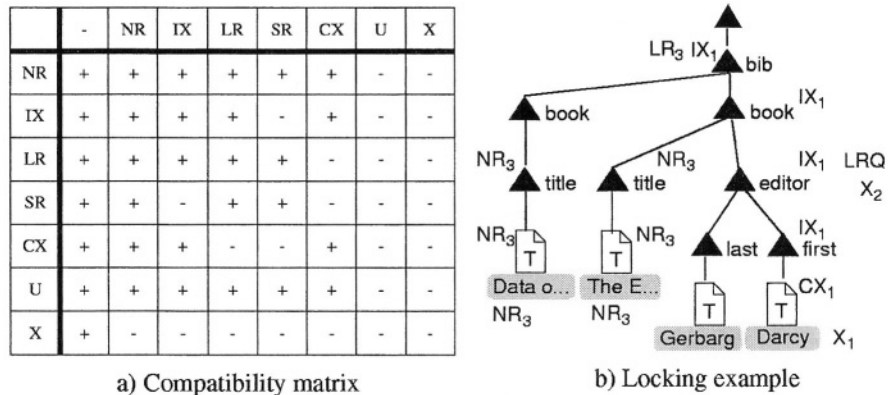 - NR IX LR SR CX U X
NR + + + + + + - -
IX + + + + - + - -
LR + + + + + - - -
SR + + - + + - - -
CX + + + - - + - -
U + + + + + + - -
X + - - - - - - -
a) Compatibility matrix
LR3 IX1
bib
book
book IX1
NR3 NR3 IX1 LRQ
title title editor X2
NR3 NR3 IX1
T T last first
Data o... The E... CX1
NR3 NR3 T T
Gerbarg Darcy X1
b) Locking example